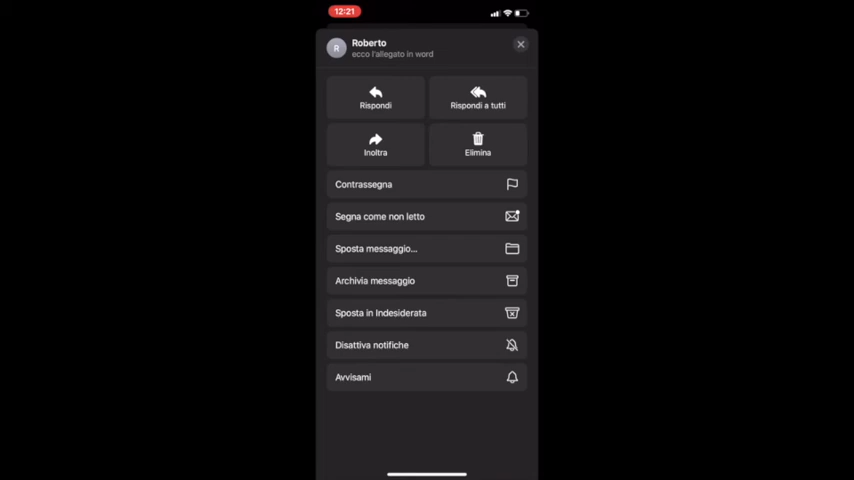 12:21
R
Roberto
ecco l'allegato in word
Rispondi
Rispondi a tutti
Inoltra
Elimina
Contrassegna
Segna come non letto
Sposta messaggio...
Archivia messaggio
Sposta in Indesiderata
Disattiva notifiche
Avvisami